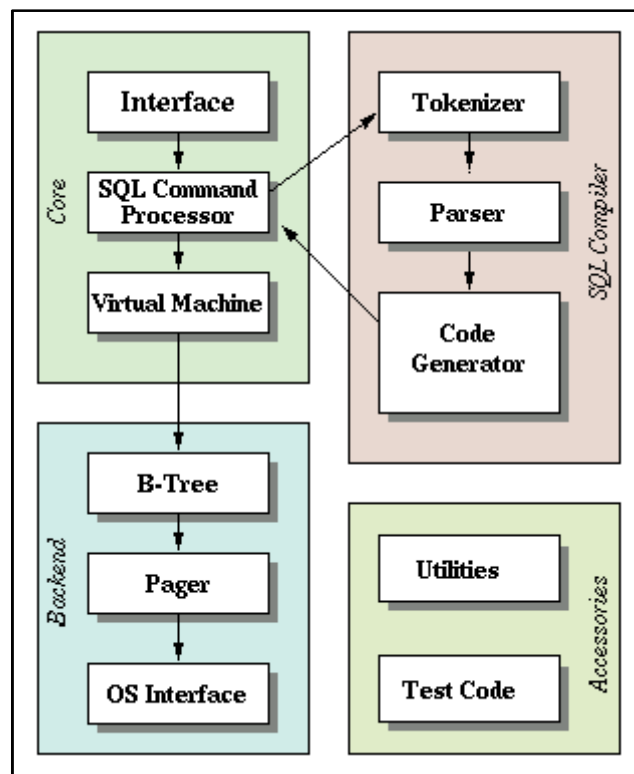 Core
Interface
SQL Command
Processor
Virtual Machine
SQL Compiler
Tokenizer
Parser
Code
Generator
Backend
B-Tree
Pager
OS Interface
Accessories
Utilities
Test Code